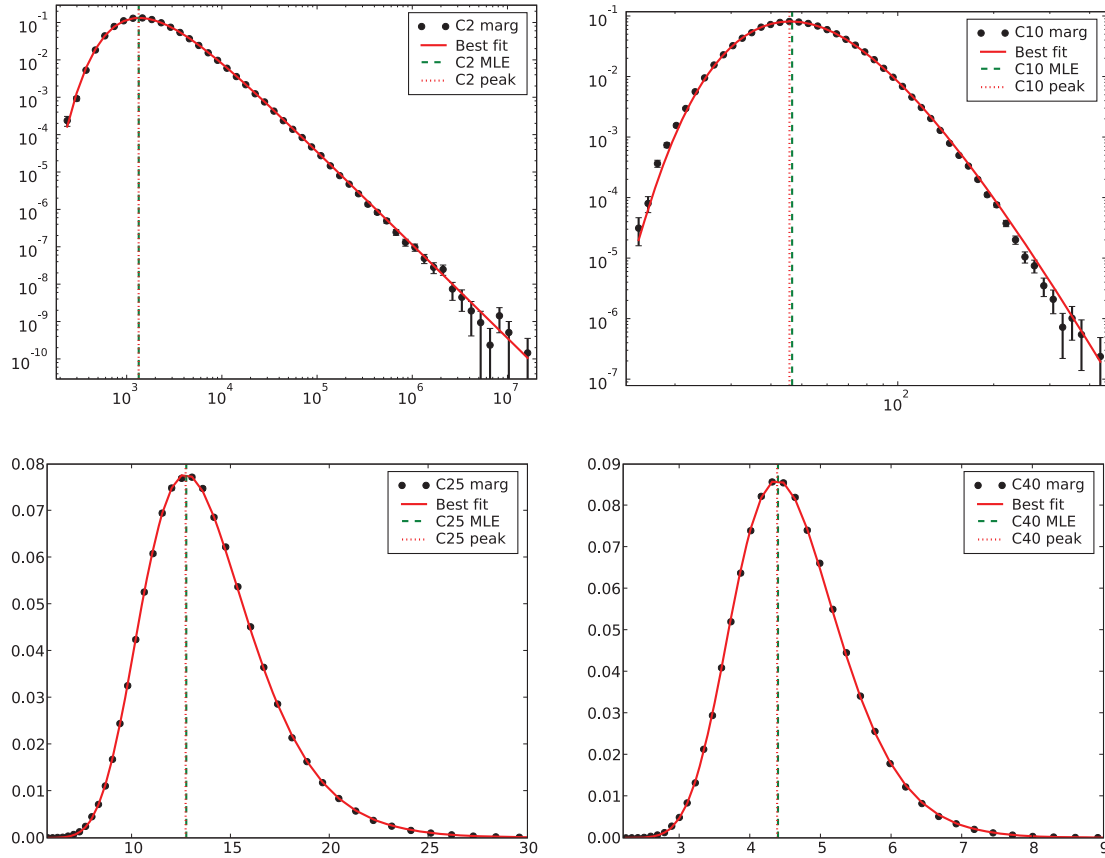 10^-1
10^-2
10^-3
10^-4
10^-5
10^-6
10^-7
10^-8
10^-9
10^-10
10^3 10^4 10^5 10^6 10^7
C2 marg
Best fit
C2 MLE
C2 peak
10^-1
10^-2
10^-3
10^-4
10^-5
10^-6
10^-7
10^2
C10 marg
Best fit
C10 MLE
C10 peak
0.08
0.07
0.06
0.05
0.04
0.03
0.02
0.01
0.00
10 15 20 25 30
C25 marg
Best fit
C25 MLE
C25 peak
0.09
0.08
0.07
0.06
0.05
0.04
0.03
0.02
0.01
0.00
3 4 5 6 7 8 9
C40 marg
Best fit
C40 MLE
C40 peak